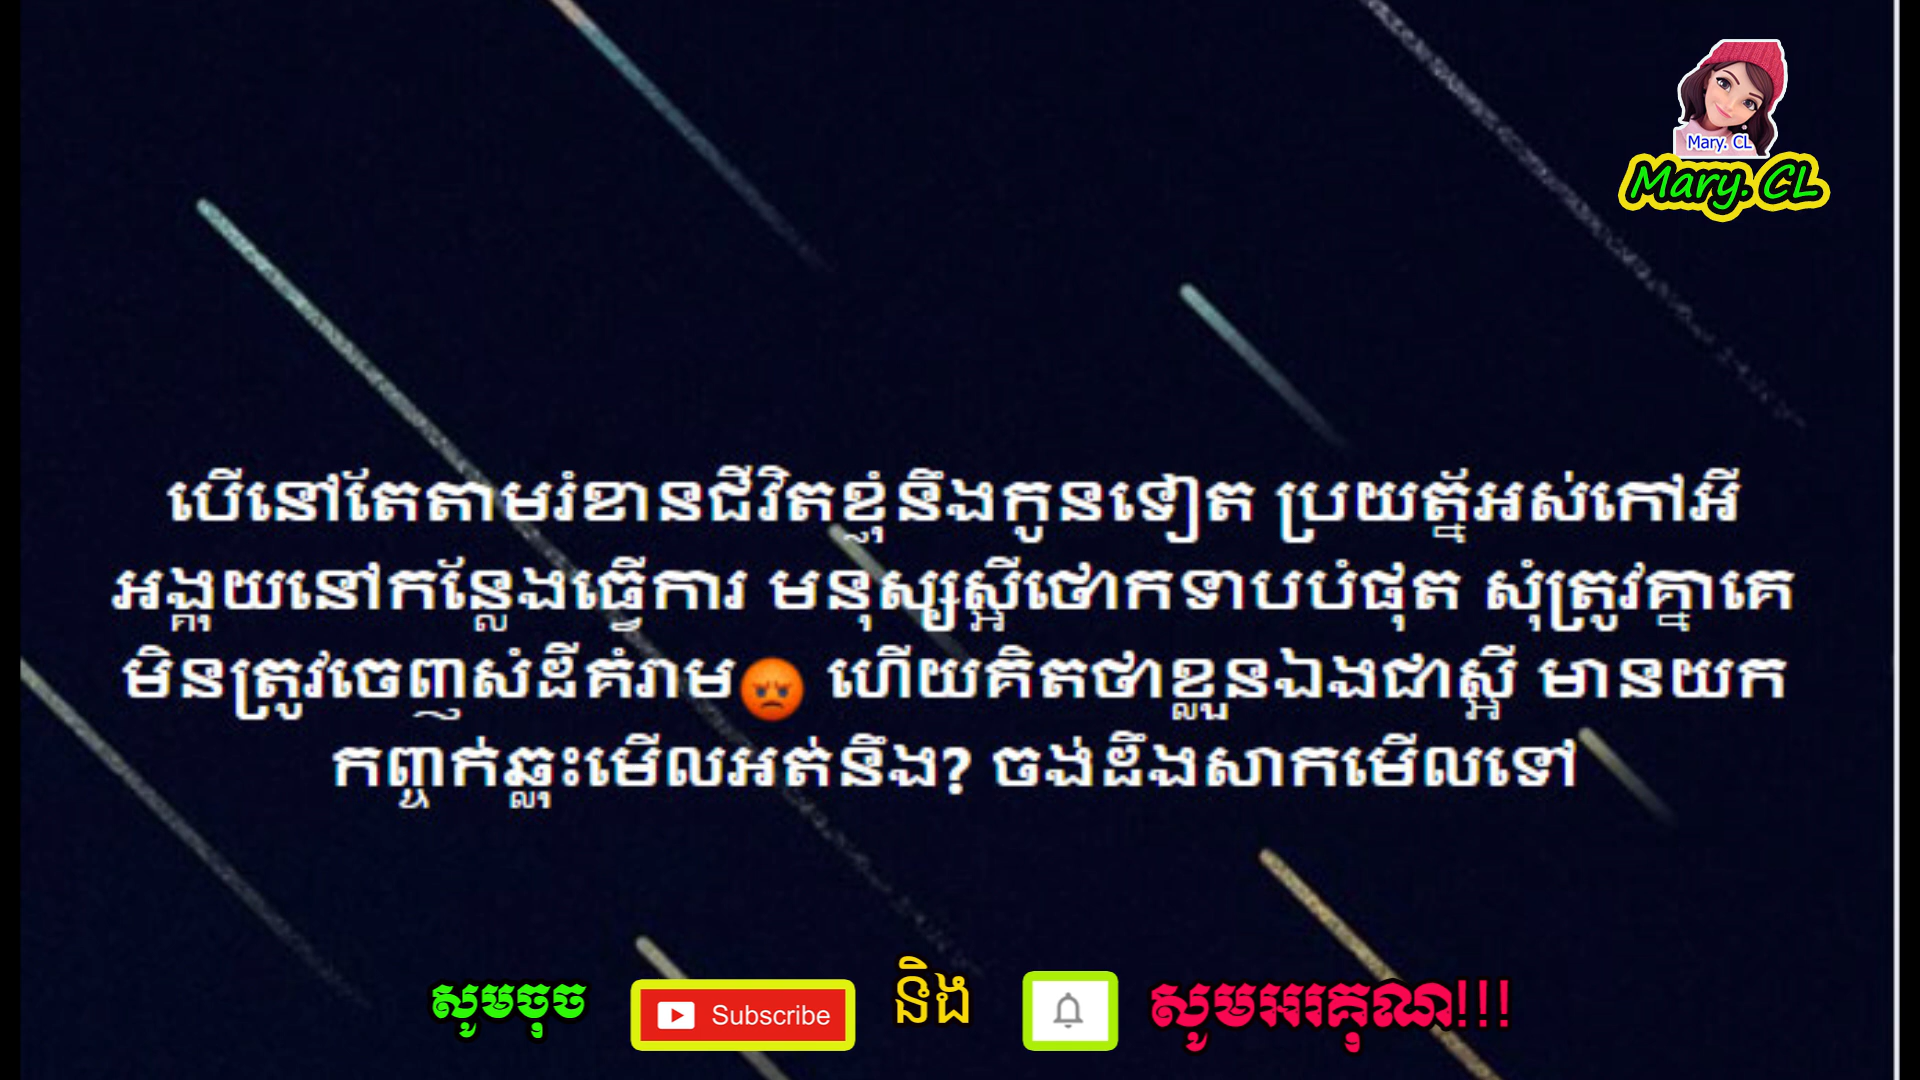 Mary. CL
Mary. CL
បើនៅតែតាមរំខានជីវិតខ្ញុំនឹងកូនទៀត ប្រយត្ន័អស់កៅអី
អង្គុយនៅកន្លែងធ្វើការ មនុស្សស្អីថោកទាបបំផុត សុំត្រូវគ្នាគេ
មិនត្រូវចេញសំដីគំរាម😡 ហើយគិតថាខ្លួនឯងជាស្អី មានយក
កញ្ចក់ឆ្លុះមើលអត់នឹង? ចង់ដឹងសាកមើលទៅ
សូមចុច Subscribe និង សូមអរគុណ!!!